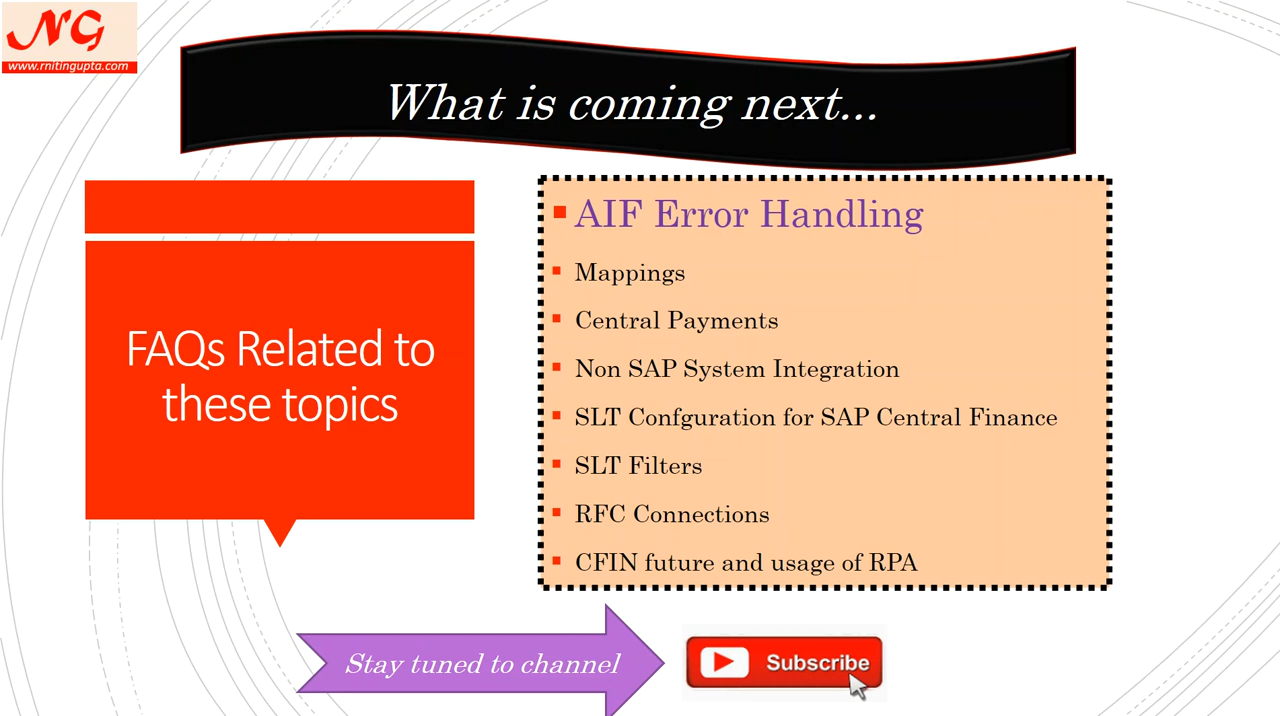 NG
www.rnitingupta.com
What is coming next...
FAQs Related to
these topics
AIF Error Handling
Mappings
Central Payments
Non SAP System Integration
SLT Confguration for SAP Central Finance
SLT Filters
RFC Connections
CFIN future and usage of RPA
Stay tuned to channel
Subscribe